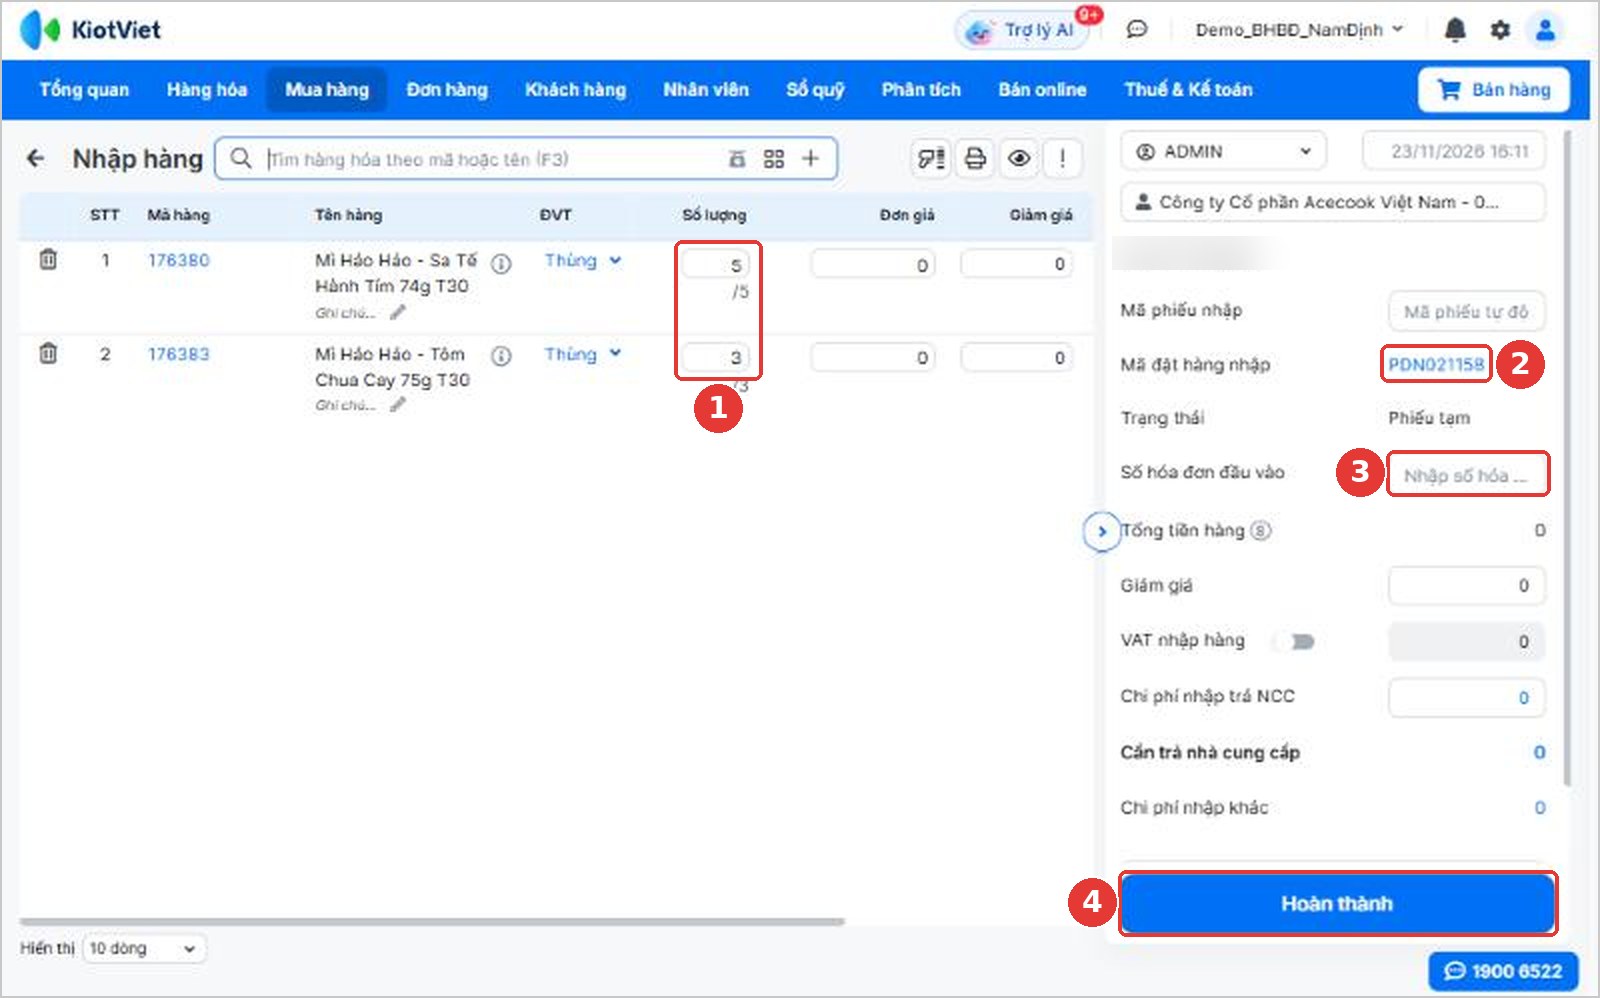 KiotViet
Trợ lý AI
9+
Demo_BHBĐ_NamĐịnh
Tổng quan
Hàng hóa
Mua hàng
Đơn hàng
Khách hàng
Nhân viên
Sổ quỹ
Phân tích
Bán online
Thuế & Kế toán
Bán hàng
Nhập hàng
Tìm hàng hóa theo mã hoặc tên (F3)
ADMIN
23/11/2026 16:11
Công ty Cổ phần Acecook Việt Nam - 0...
STT Mã hàng Tên hàng ĐVT Số lượng Đơn giá Giảm giá
1 176380 Mì Hảo Hảo - Sa Tế Thùng 5 0 0
Hành Tím 74g T30 /5
Ghi chú...
2 176383 Mì Hảo Hảo - Tôm Thùng 3 0 0
Chua Cay 75g T30 /3
Ghi chú...
1
Mã phiếu nhập Mã phiếu tự độ
Mã đặt hàng nhập PDN021158 2
Trạng thái Phiếu tạm
Số hóa đơn đầu vào 3 Nhập số hóa ...
Tổng tiền hàng 8 0
Giảm giá 0
VAT nhập hàng 0
Chi phí nhập trả NCC 0
Cần trả nhà cung cấp 0
Chi phí nhập khác 0
4 Hoàn thành
Hiển thị 10 dòng
1900 6522